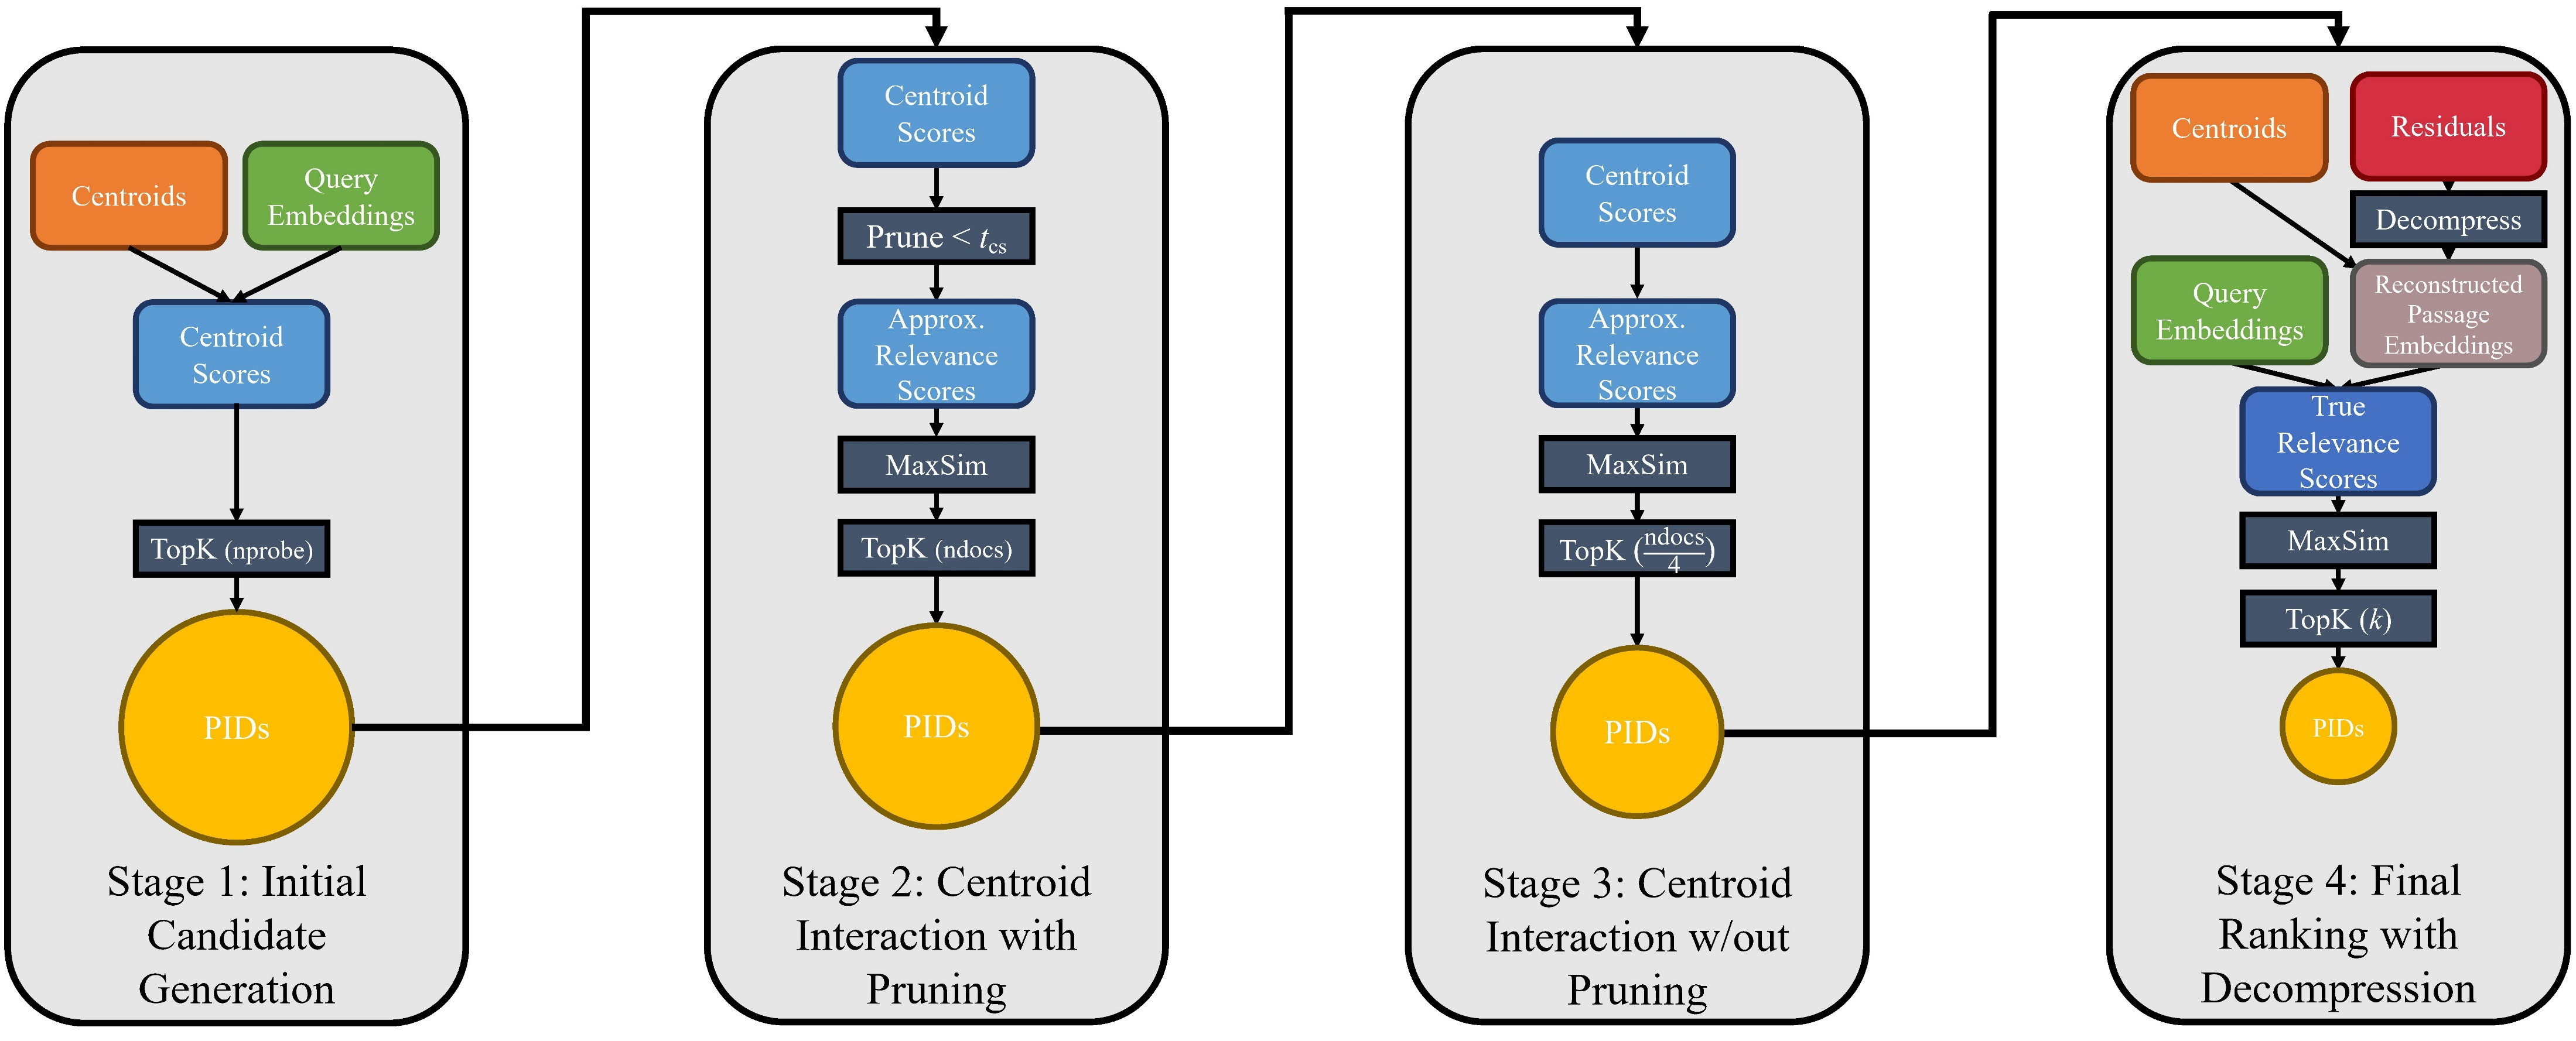 Centroids
Query
Embeddings
Centroid
Scores
TopK (nprobe)
PIDs
Stage 1: Initial
Candidate
Generation
Centroid
Scores
Prune < tcs
Approx.
Relevance
Scores
MaxSim
TopK (ndocs)
PIDs
Stage 2: Centroid
Interaction with
Pruning
Centroid
Scores
Approx.
Relevance
Scores
MaxSim
TopK (ndocs/4)
PIDs
Stage 3: Centroid
Interaction w/out
Pruning
Centroids
Residuals
Decompress
Query
Embeddings
Reconstructed
Passage
Embeddings
True
Relevance
Scores
MaxSim
TopK (k)
PIDs
Stage 4: Final
Ranking with
Decompression